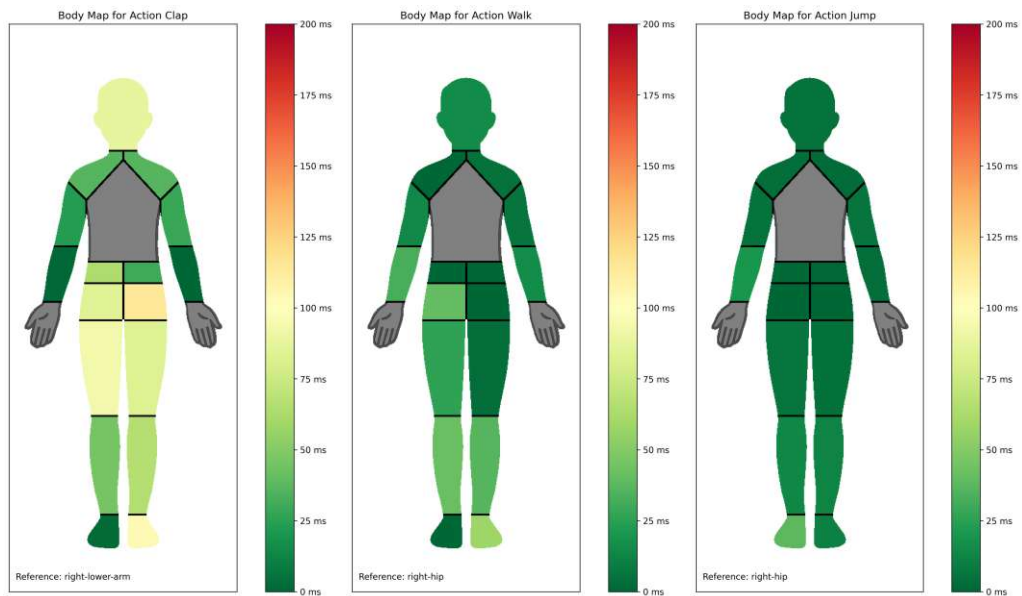 Body Map for Action Clap
200 ms
175 ms
150 ms
125 ms
100 ms
75 ms
50 ms
25 ms
0 ms
Reference: right-lower-arm
Body Map for Action Walk
200 ms
175 ms
150 ms
125 ms
100 ms
75 ms
50 ms
25 ms
0 ms
Reference: right-hip
Body Map for Action Jump
200 ms
175 ms
150 ms
125 ms
100 ms
75 ms
50 ms
25 ms
0 ms
Reference: right-hip